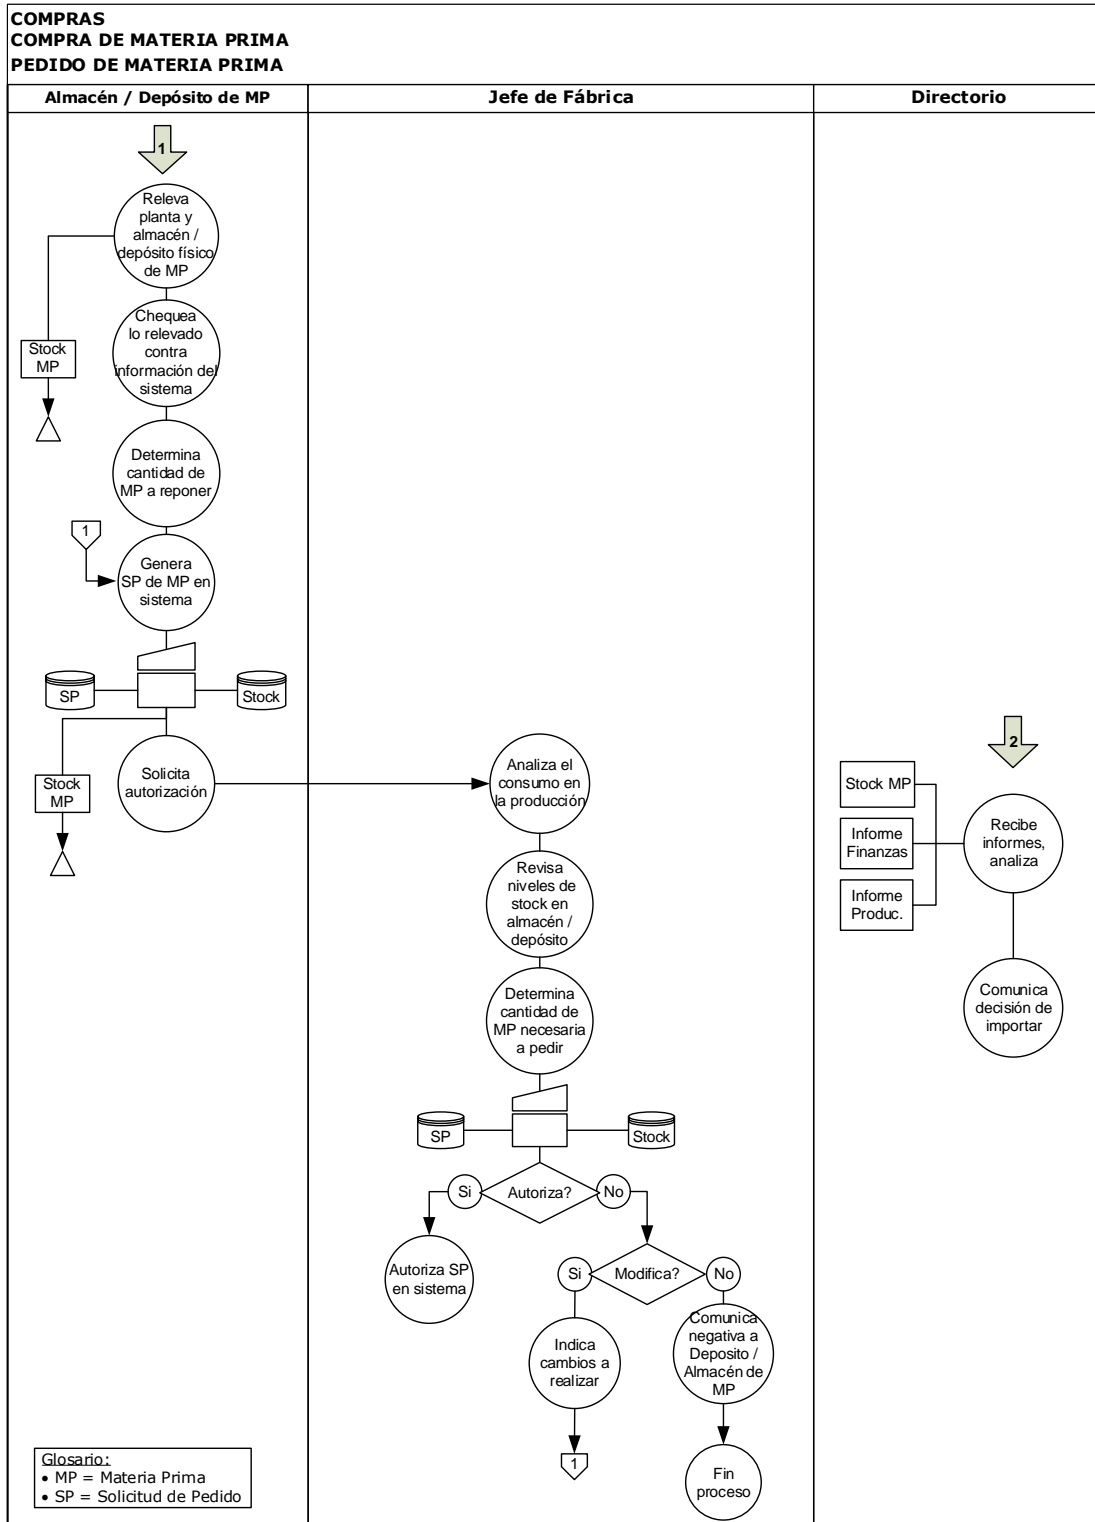 COMPRAS
COMPRA DE MATERIA PRIMA
PEDIDO DE MATERIA PRIMA
Almacén / Depósito de MP
Jefe de Fábrica
Directorio
1
Releva
planta y
almacén /
depósito físico
de MP
Chequea
lo relevado
contra
información del
sistema
Stock
MP
Determina
cantidad de
MP a reponer
1
Genera
SP de MP en
sistema
SP
Stock
Stock
MP
Solicita
autorización
Analiza el
consumo en
la producción
Revisa
niveles de
stock en
almacén /
depósito
Determina
cantidad de
MP necesaria
a pedir
SP
Stock
Si
Autoriza?
No
Autoriza SP
en sistema
Si
Modifica?
No
Indica
cambios a
realizar
1
Comunica
negativa a
Deposito /
Almacén de
MP
Fin
proceso
2
Stock MP
Informe
Finanzas
Informe
Produc.
Recibe
informes,
analiza
Comunica
decisión de
importar
Glosario:
• MP = Materia Prima
• SP = Solicitud de Pedido